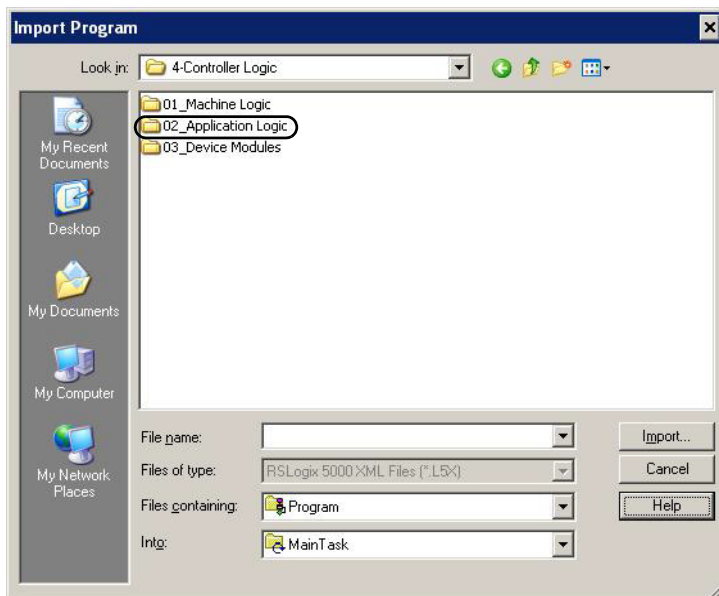 Import Program
Look in: 4-Controller Logic
01_Machine Logic
02_Application Logic
03_Device Modules
My Recent
Documents
Desktop
My Documents
My Computer
My Network
Places
File name:
Import...
Files of type: RSLogix 5000 XML Files (*.L5X)
Cancel
Files containing: Program
Help
Into: MainTask